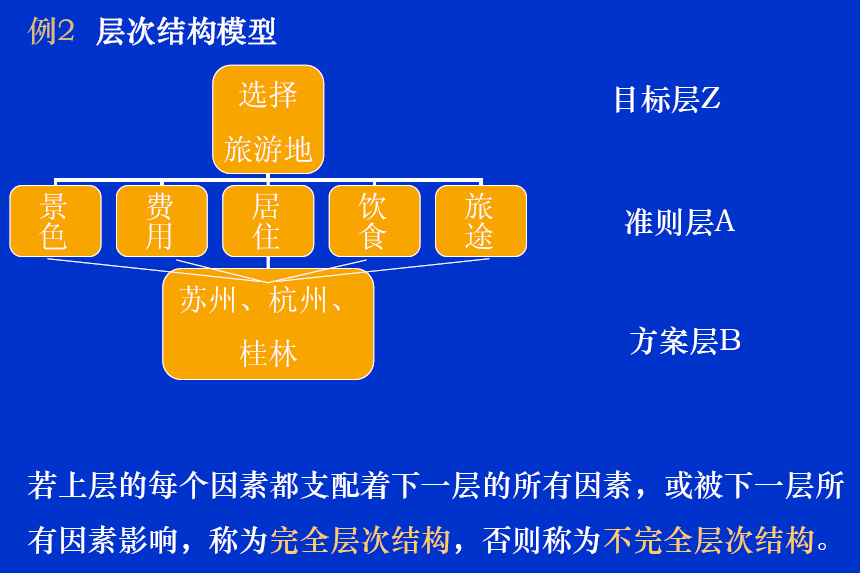 例2 层次结构模型
选择
旅游地
目标层Z
景色
费用
居住
饮食
旅途
准则层A
苏州、杭州、
桂林
方案层B
若上层的每个因素都支配着下一层的所有因素，或被下一层所
有因素影响，称为完全层次结构，否则称为不完全层次结构。